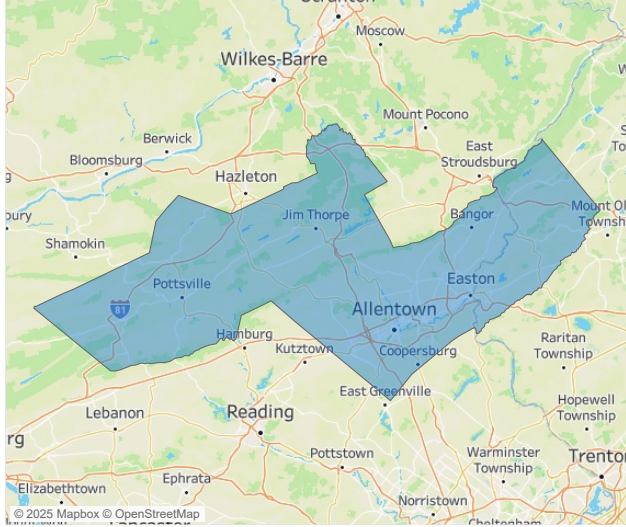 Scranton
Moscow
Wilkes-Barre
Mount Pocono
Berwick
East
Stroudsburg
Bloomsburg
Hazleton
Jim Thorpe
Bangor
Mount Ol
Township
bury
Shamokin
Pottsville
Easton
81
Allentown
Hamburg
Kutztown
Coopersburg
Raritan
Township
East Greenville
Lebanon
Reading
Hopewell
Township
rg
Pottstown
Warminster
Township
Trento
Ephrata
Elizabethtown
Norristown
Cheltenham
Lancaster
© 2025 Mapbox © OpenStreetMap